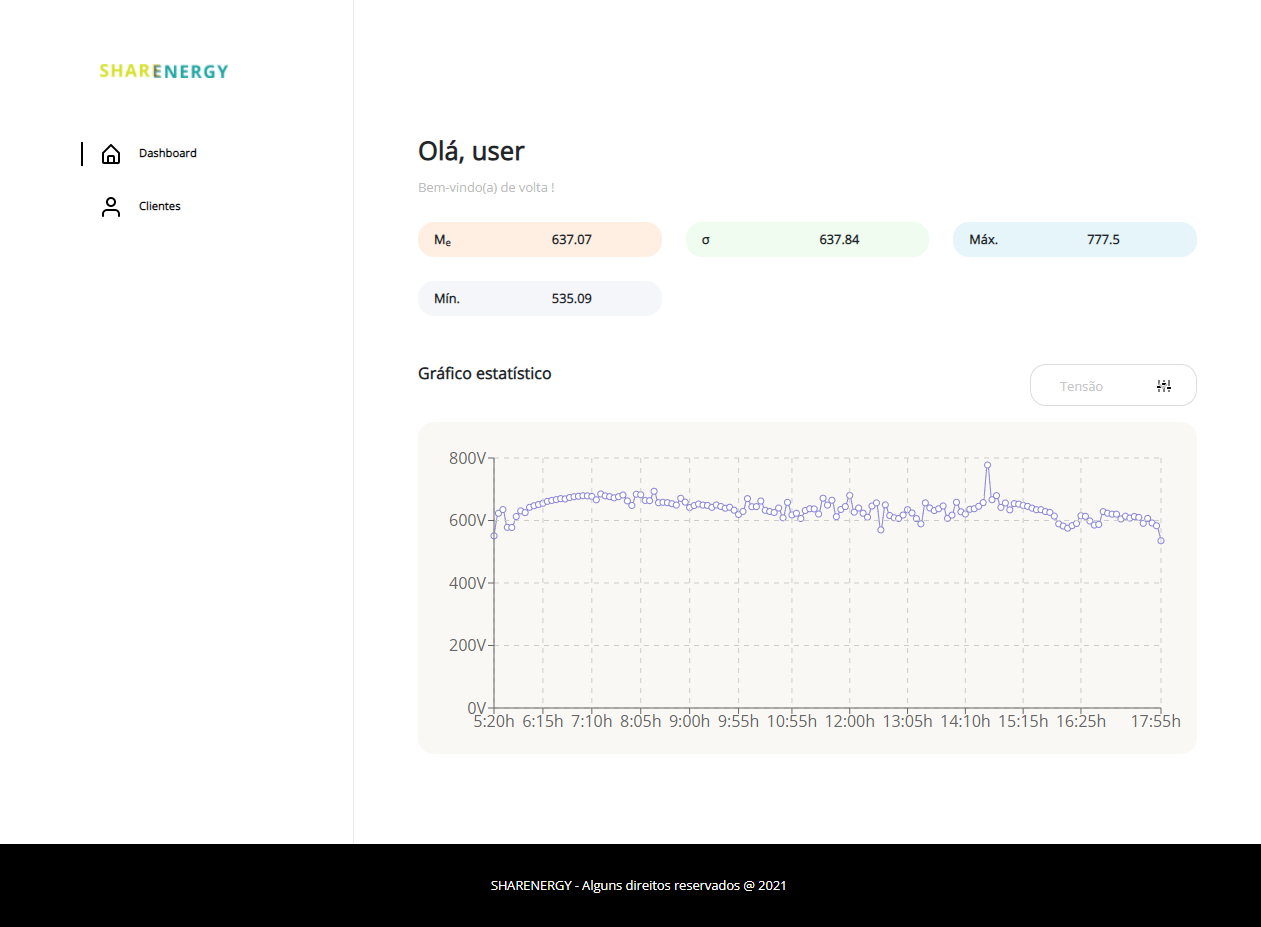 SHARENERGY
Dashboard
Clientes
Olá, user
Bem-vindo(a) de volta !
Me 637.07
σ 637.84
Máx. 777.5
Mín. 535.09
Gráfico estatístico
Tensão
800V
600V
400V
200V
0V
5:20h 6:15h 7:10h 8:05h 9:00h 9:55h 10:55h 12:00h 13:05h 14:10h 15:15h 16:25h 17:55h
SHARENERGY - Alguns direitos reservados @ 2021